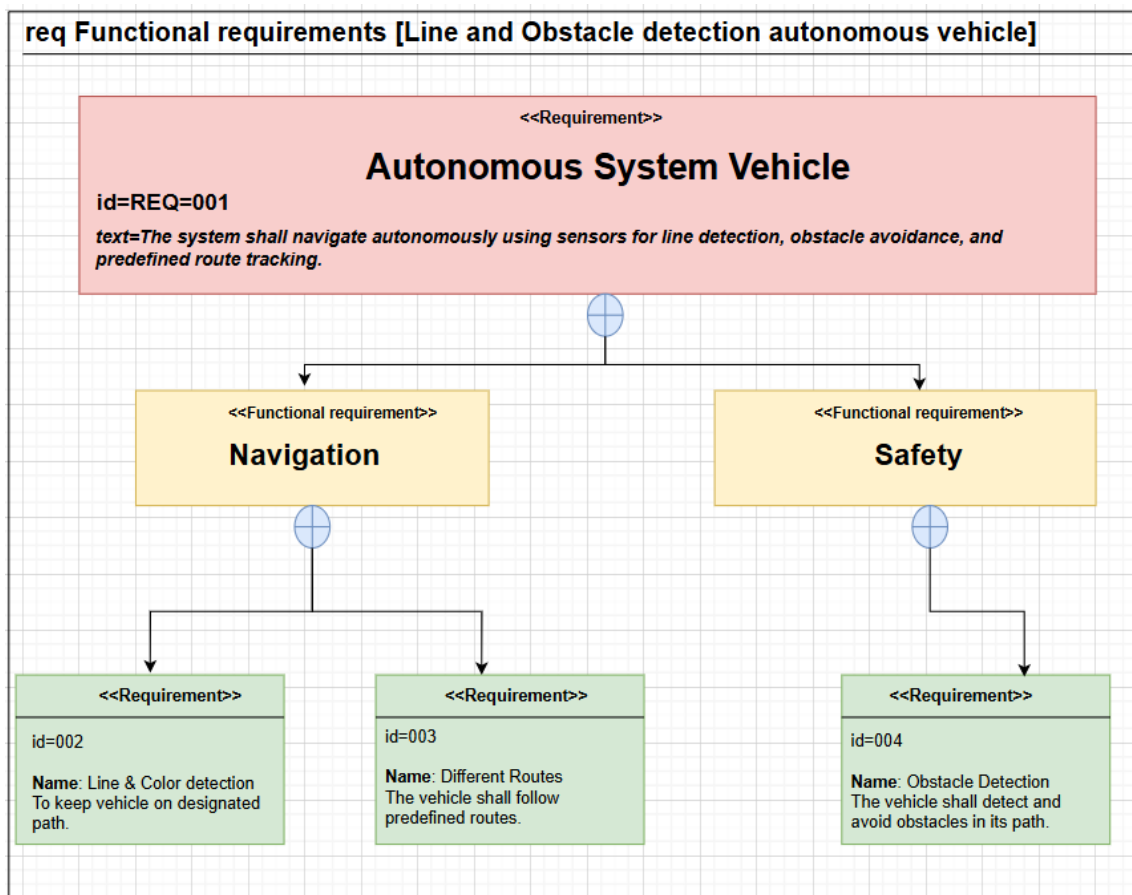 req Functional requirements [Line and Obstacle detection autonomous vehicle]
<<Requirement>>
Autonomous System Vehicle
id=REQ=001
text=The system shall navigate autonomously using sensors for line detection, obstacle avoidance, and
predefined route tracking.
<<Functional requirement>>
Navigation
<<Functional requirement>>
Safety
<<Requirement>>
id=002
Name: Line & Color detection
To keep vehicle on designated
path.
<<Requirement>>
id=003
Name: Different Routes
The vehicle shall follow
predefined routes.
<<Requirement>>
id=004
Name: Obstacle Detection
The vehicle shall detect and
avoid obstacles in its path.